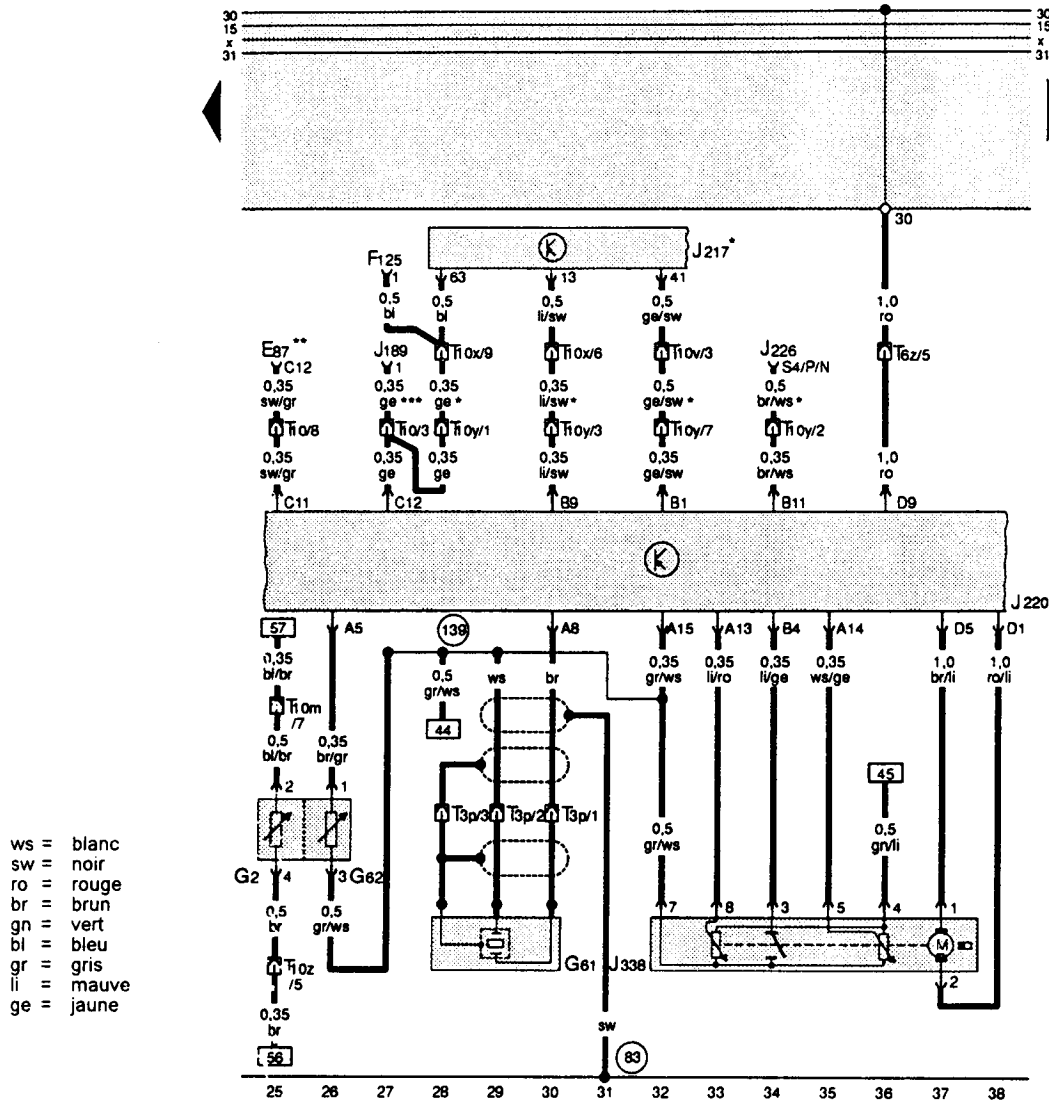 30 30
15 15
x x
31 31
30
J217*
F125
1 63 13 41
0,5 0,5 0,5 0,5 1,0
bl bl li/sw ge/sw ro
E87** J189 T10x/9 T10x/6 T10v/3 J226 T6z/5
C12 1 S4/P/N
0,35 0,35 0,35 0,35 0,5 0,5
sw/gr ge*** ge* li/sw* ge/sw* br/ws*
T10/8 T10/3 T10y/1 T10y/3 T10y/7 T10y/2
0,35 0,35 0,35 0,35 0,35 0,35 1,0
sw/gr ge ge li/sw ge/sw br/ws ro
C11 C12 B9 B1 B11 D9
J220
57 A5 139 A8 A15 A13 B4 A14 D5 D1
0,35 0,5 ws br 0,35 0,35 0,35 0,35 1,0 1,0
bl/br gr/ws gr/ws li/ro li/ge ws/ge br/li ro/li
T10m
/7
44
0,5 0,35
bl/br br/gr
45
2 1
T3p/3 T3p/2 T3p/1
0,5 0,5
gr/ws gn/li
G2 4 3 G62
7 8 3 5 4 1
0,5 0,5
br gr/ws
M
G61 J338
T10z
/5
2
0,35
br
sw
56
83
25 26 27 28 29 30 31 32 33 34 35 36 37 38
ws = blanc
sw = noir
ro = rouge
br = brun
gn = vert
bl = bleu
gr = gris
li = mauve
ge = jaune